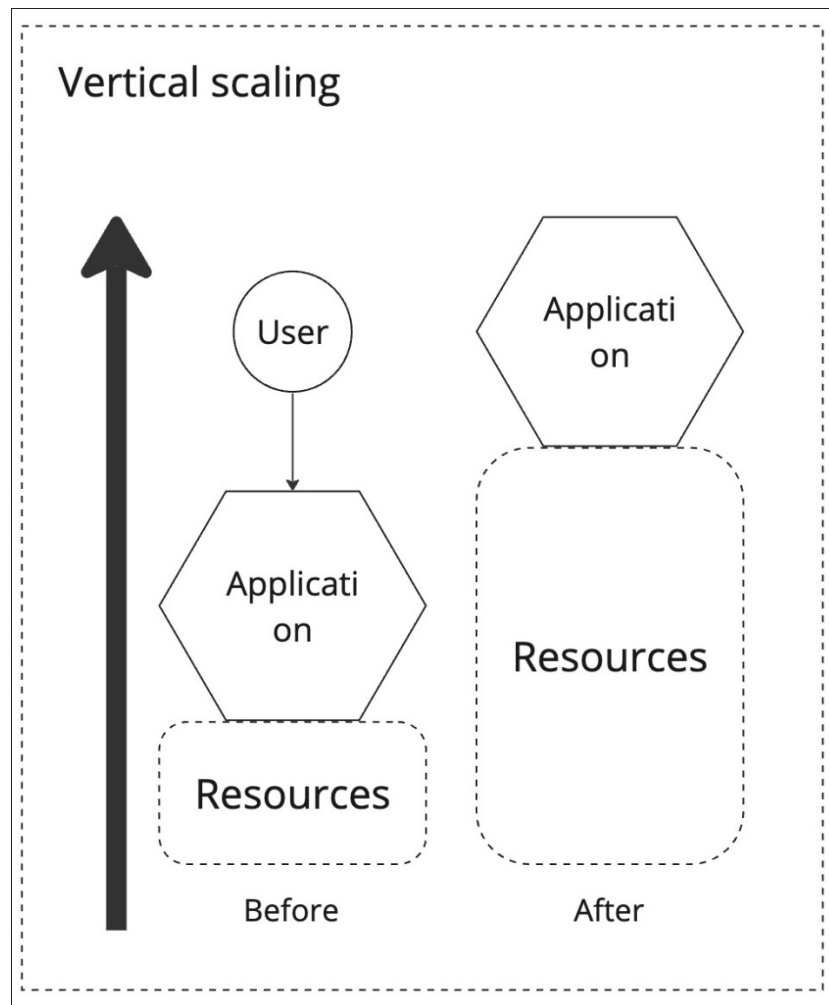 Vertical scaling
User
Applicati
on
Resources
Before
Applicati
on
Resources
After